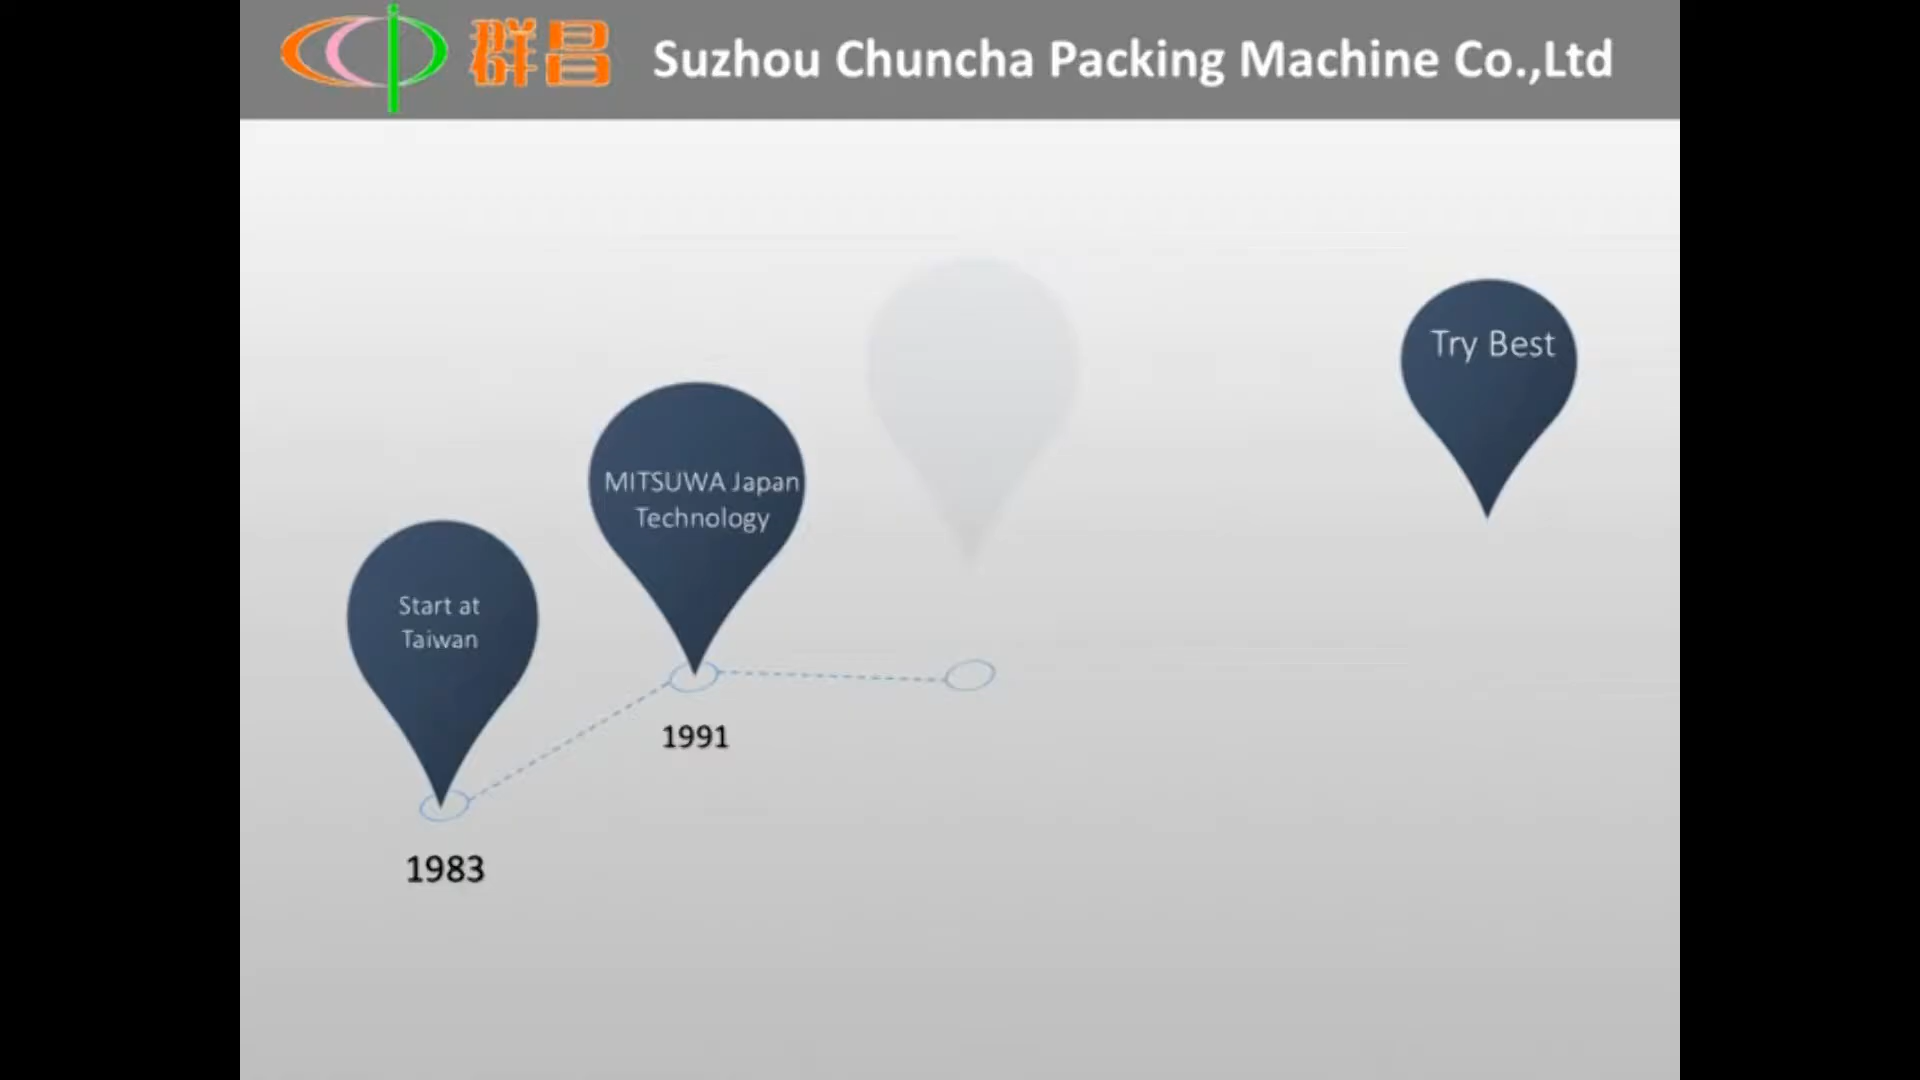 群昌 Suzhou Chuncha Packing Machine Co.,Ltd
Try Best
MITSUWA Japan
Technology
Start at
Taiwan
1991
1983